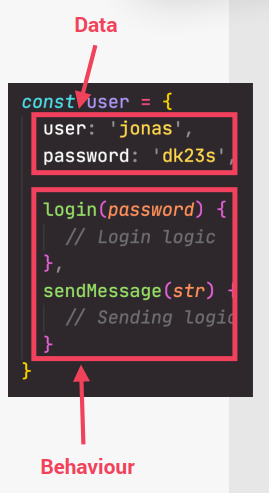 Data
const user = {
user: 'jonas',
password: 'dk23s',
login(password) {
// Login logic
},
sendMessage(str) {
// Sending logic
}
}
Behaviour